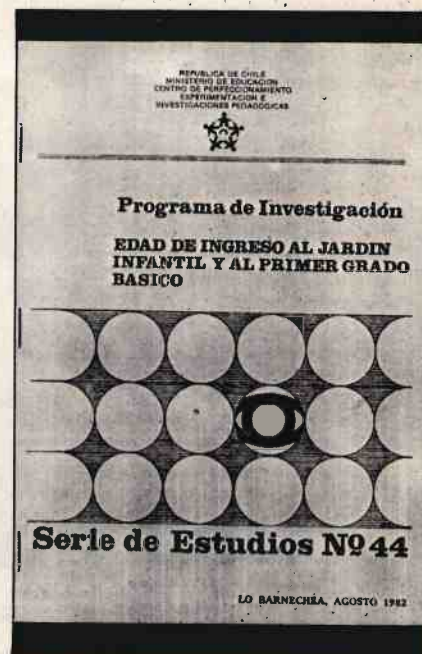 REPUBLICA DE CHILE
MINISTERIO DE EDUCACION
CENTRO DE PERFECCIONAMIENTO
EXPERIMENTACION E
INVESTIGACIONES PEDAGOGICAS
Programa de Investigación
EDAD DE INGRESO AL JARDIN
INFANTIL Y AL PRIMER GRADO
BASICO
Serie de Estudios Nº 44
LO BARNECHEA, AGOSTO 1982